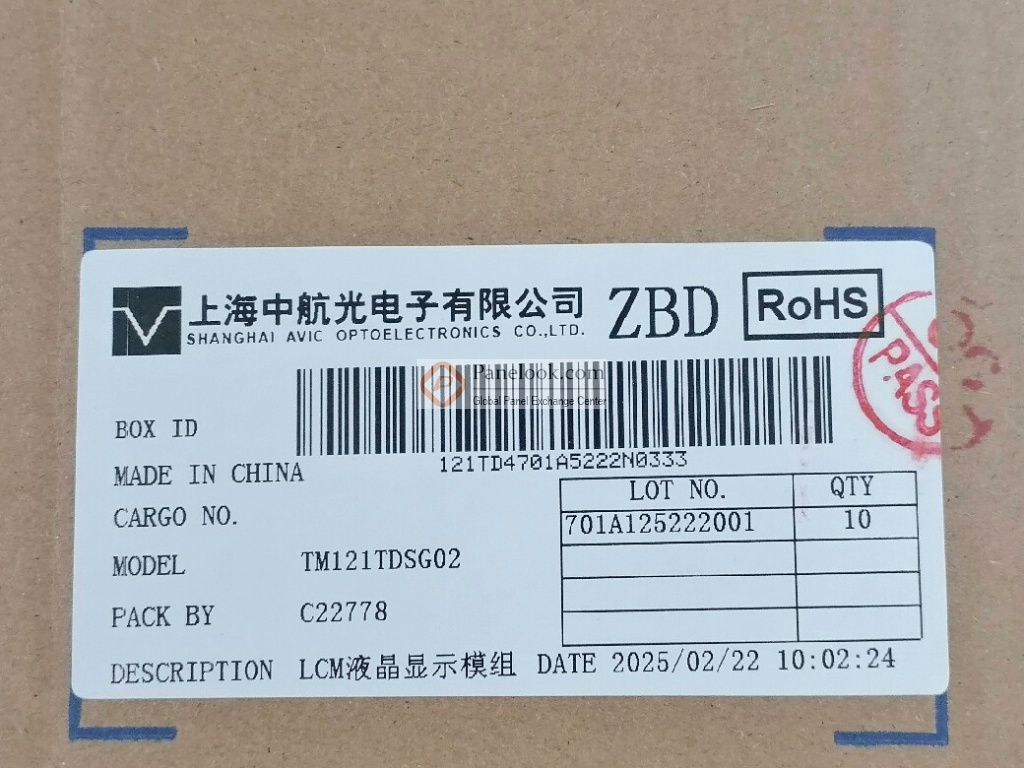 上海中航光电子有限公司 ZBD RoHS
SHANGHAI AVIC OPTOELECTRONICS CO.,LTD.
PASS
Panelook.com
Global Panel Exchange Center
BOX ID
121TD4701A5222N0333
MADE IN CHINA
LOT NO. QTY
CARGO NO.
701A125222001 10
MODEL TM121TDSG02
PACK BY C22778
DESCRIPTION LCM液晶显示模组 DATE 2025/02/22 10:02:24